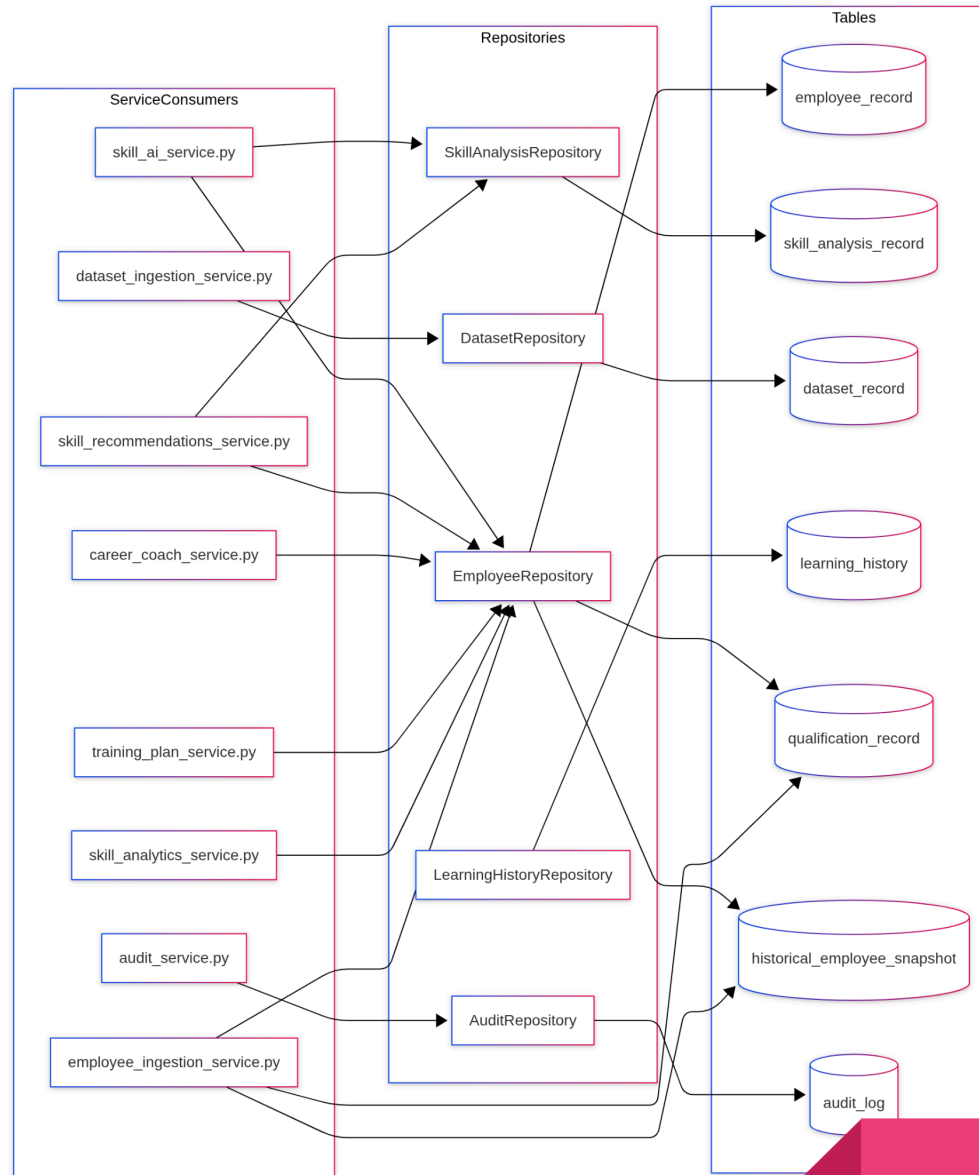 ServiceConsumers
skill_ai_service.py
dataset_ingestion_service.py
skill_recommendations_service.py
career_coach_service.py
training_plan_service.py
skill_analytics_service.py
audit_service.py
employee_ingestion_service.py
Repositories
SkillAnalysisRepository
DatasetRepository
EmployeeRepository
LearningHistoryRepository
AuditRepository
Tables
employee_record
skill_analysis_record
dataset_record
learning_history
qualification_record
historical_employee_snapshot
audit_log